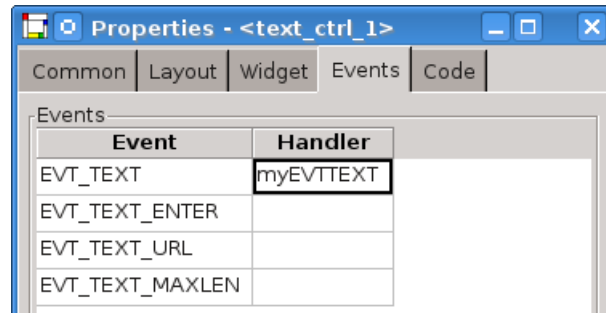 Properties - <text_ctrl_1>
Common Layout Widget Events Code
Events
Event Handler
EVT_TEXT myEVTTEXT
EVT_TEXT_ENTER
EVT_TEXT_URL
EVT_TEXT_MAXLEN